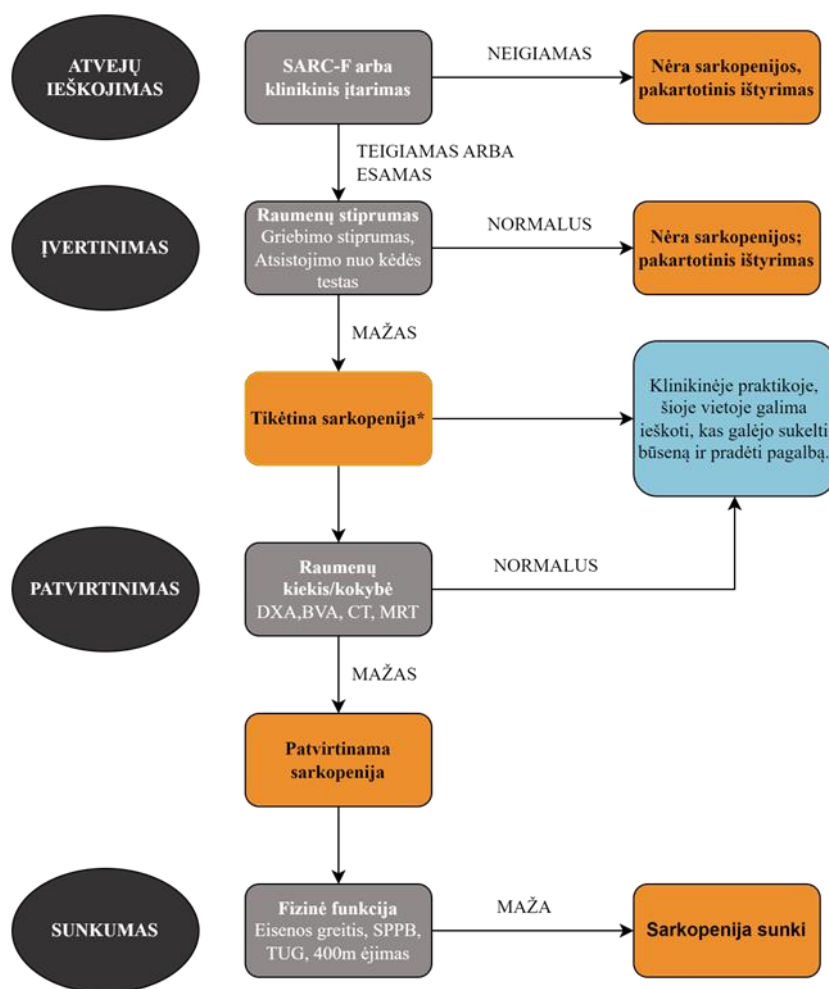 ATVEJŲ
IEŠKOJIMAS
SARC-F arba
klinikinis įtarimas
NEIGIAMAS
Nėra sarkopenijos,
pakartotinis ištyrimas
TEIGIAMAS ARBA
ESAMAS
ĮVERTINIMAS
Raumenų stiprumas
Griebimo stiprumas,
Atsistojimo nuo kėdės
testas
NORMALUS
Nėra sarkopenijos;
pakartotinis ištyrimas
MAŽAS
Tikėtina sarkopenija*
Klinikinėje praktikoje,
šioje vietoje galima
ieškoti, kas galėjo sukelti
būseną ir pradėti pagalbą.
PATVIRTINIMAS
Raumenų
kiekis/kokybė
DXA,BVA, CT, MRT
NORMALUS
MAŽAS
Patvirtinama
sarkopenija
SUNKUMAS
Fizinė funkcija
Eisenos greitis, SPPB,
TUG, 400m ėjimas
MAŽA
Sarkopenija sunki